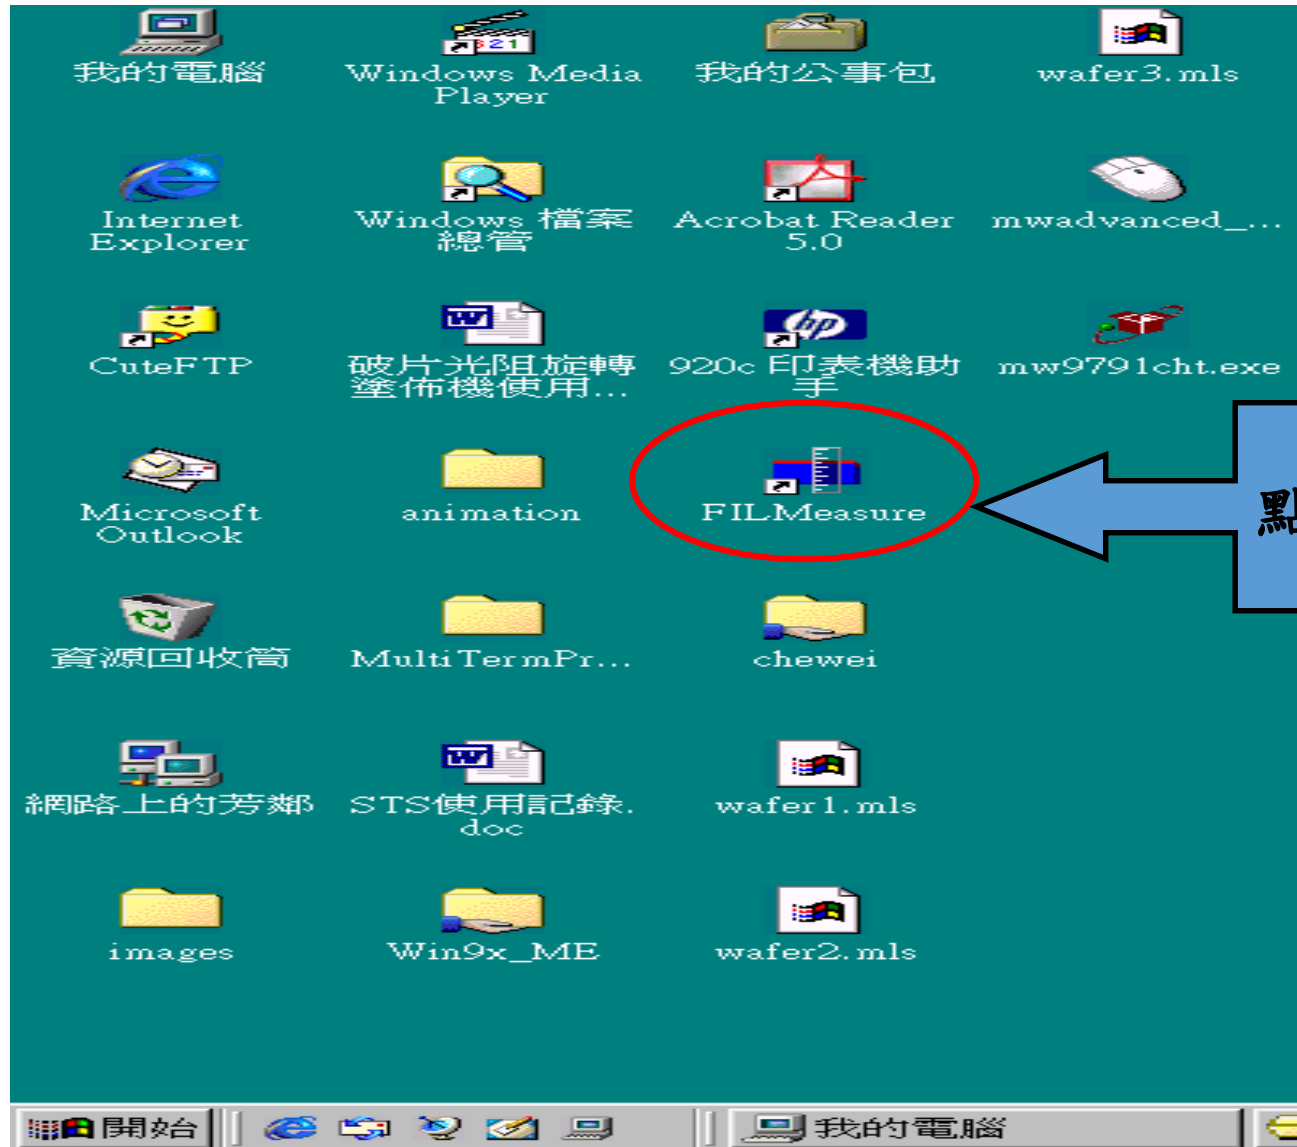 我的電腦
Windows Media
Player
我的公事包
wafer3.mls
Internet
Explorer
Windows 檔案
總管
Acrobat Reader
5.0
mwadvanced_...
CuteFTP
破片光阻旋轉
塗佈機使用...
920c 印表機助
手
mw9791cht.exe
Microsoft
Outlook
animation
FILMeasure
點
資源回收筒
MultiTermPr...
chewei
網路上的芳鄰
STS使用記錄.
doc
wafer1.mls
images
Win9x_ME
wafer2.mls
開始
我的電腦